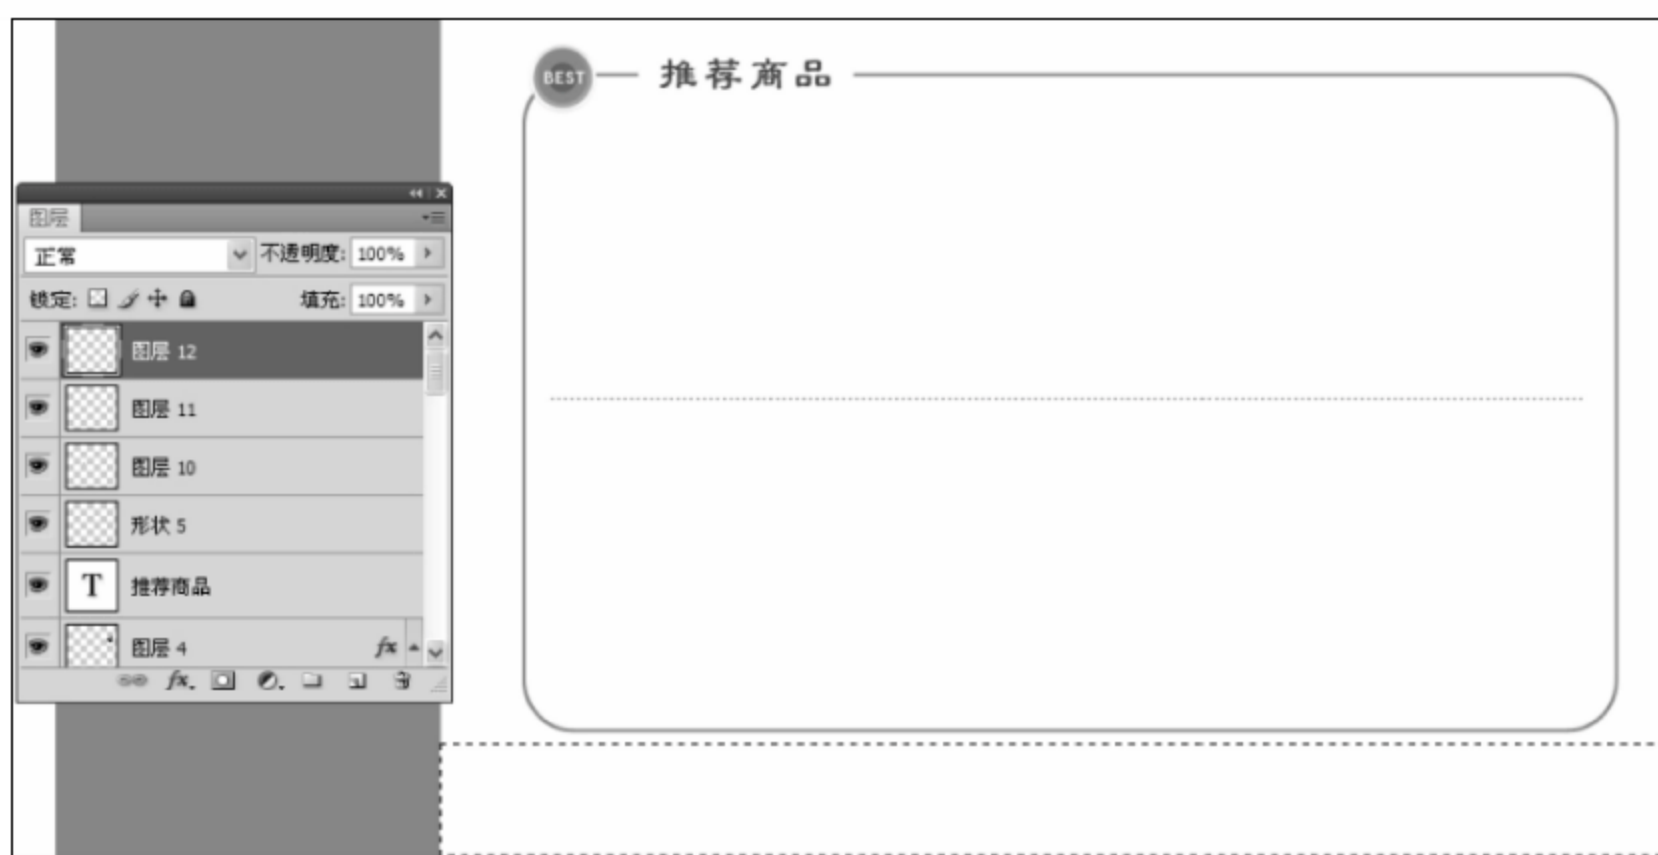 BEST 推荐商品
图层
正常 不透明度: 100%
锁定: 填充: 100%
图层 12
图层 11
图层 10
形状 5
T 推荐商品
图层 4 fx
fx.